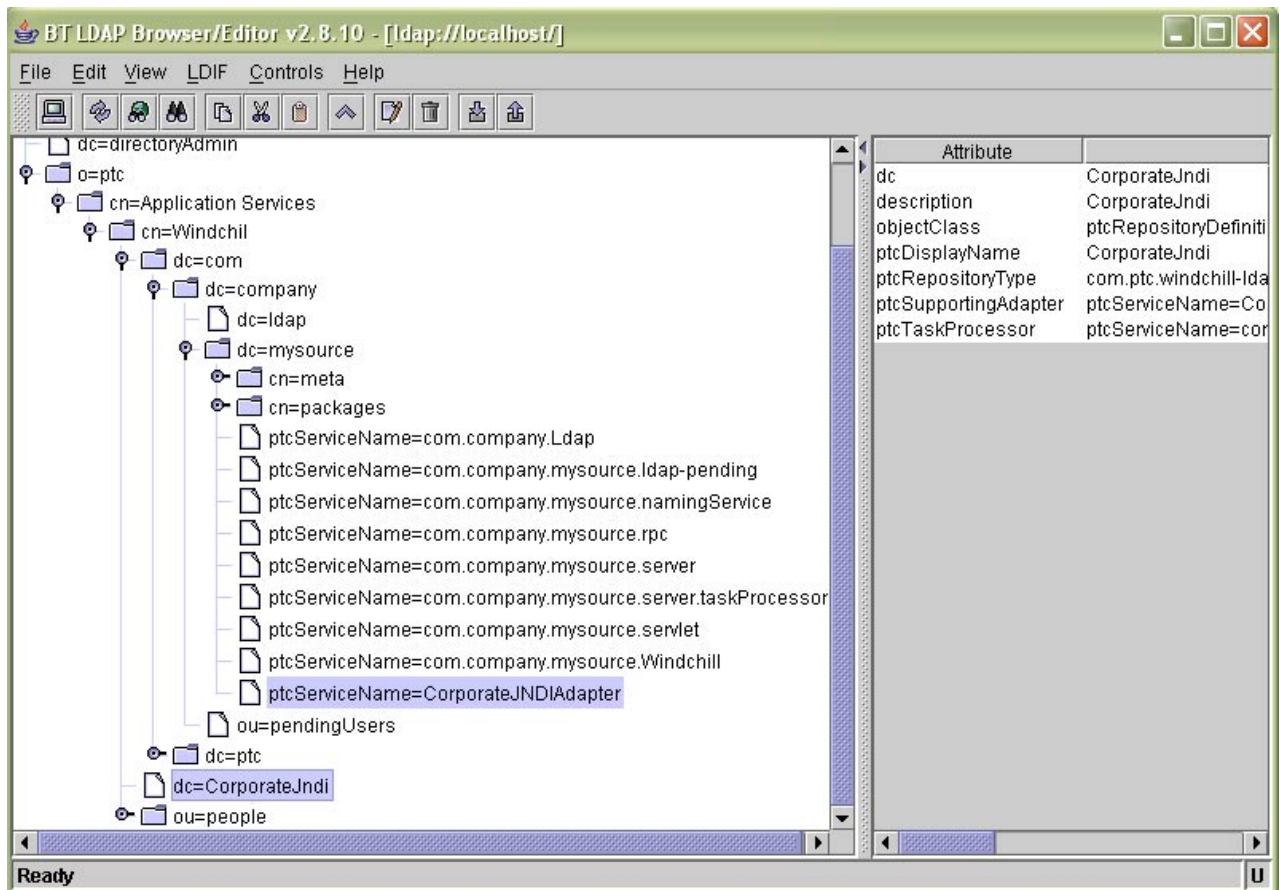 BT LDAP Browser/Editor v2.8.10 - [ldap://localhost/]
File Edit View LDIF Controls Help
dc=directoryAdmin
o=ptc
cn=Application Services
cn=Windchil
dc=com
dc=company
dc=ldap
dc=mysource
cn=meta
cn=packages
ptcServiceName=com.company.Ldap
ptcServiceName=com.company.mysource.ldap-pending
ptcServiceName=com.company.mysource.namingService
ptcServiceName=com.company.mysource.rpc
ptcServiceName=com.company.mysource.server
ptcServiceName=com.company.mysource.server.taskProcessor
ptcServiceName=com.company.mysource.servlet
ptcServiceName=com.company.mysource.Windchill
ptcServiceName=CorporateJNDIAdapter
ou=pendingUsers
dc=ptc
dc=CorporateJndi
ou=people
Attribute
dc CorporateJndi
description CorporateJndi
objectClass ptcRepositoryDefiniti
ptcDisplayName CorporateJndi
ptcRepositoryType com.ptc.windchill-lda
ptcSupportingAdapter ptcServiceName=Co
ptcTaskProcessor ptcServiceName=cor
Ready U